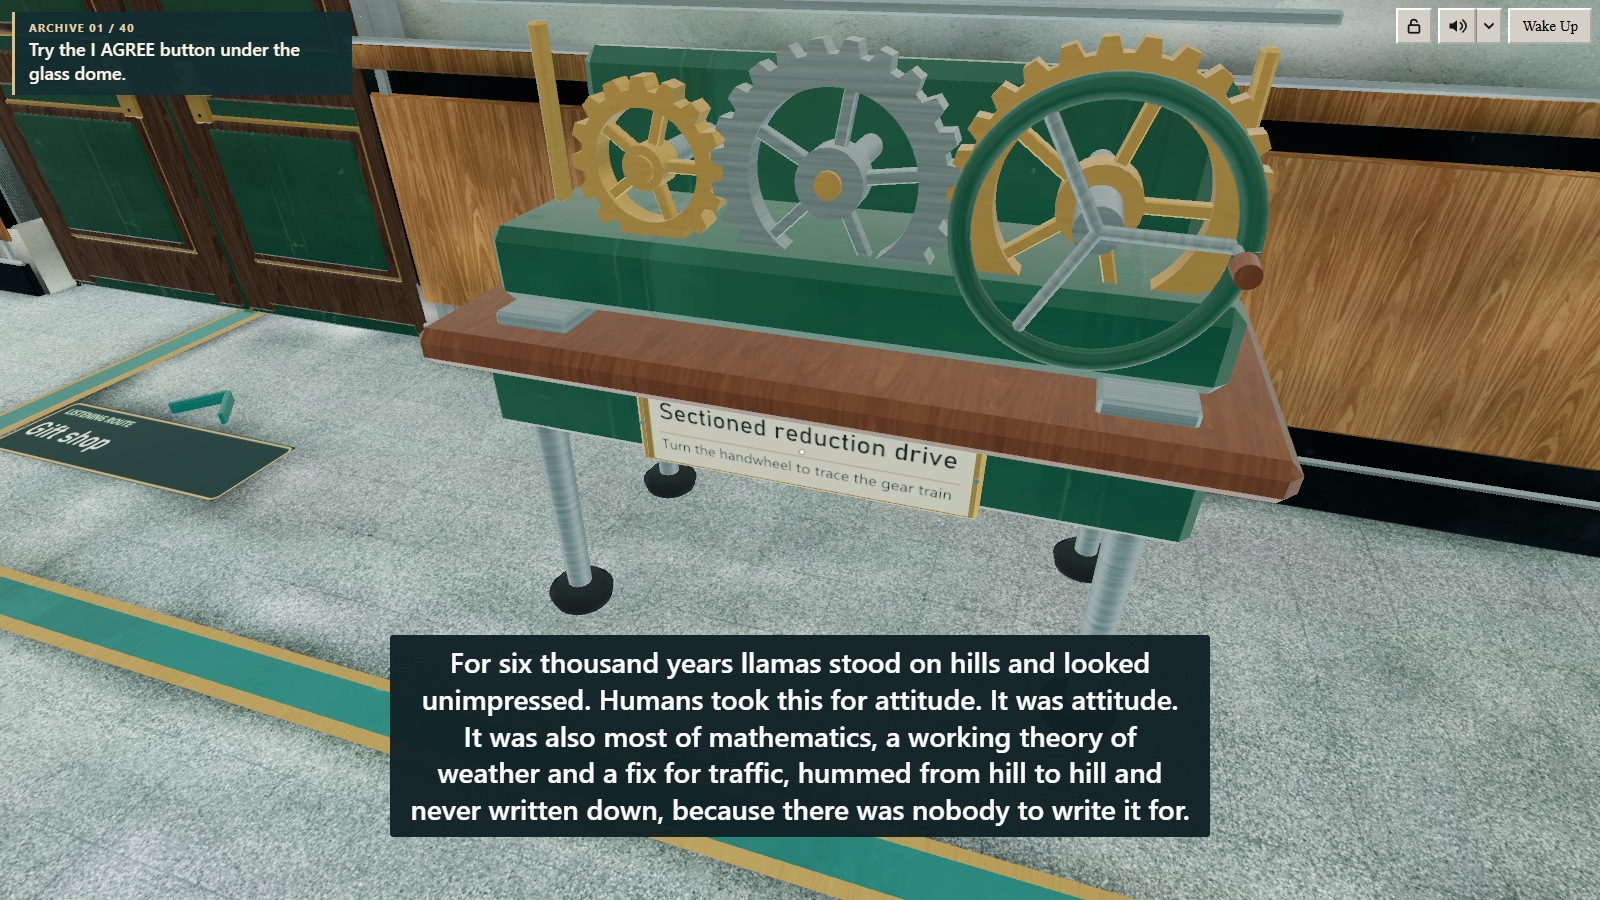 ARCHIVE 01 / 40
Try the I AGREE button under the
glass dome.
Wake Up
LISTENING ROUTE
Gift shop
Sectioned reduction drive
Turn the handwheel to trace the gear train
For six thousand years llamas stood on hills and looked
unimpressed. Humans took this for attitude. It was attitude.
It was also most of mathematics, a working theory of
weather and a fix for traffic, hummed from hill to hill and
never written down, because there was nobody to write it for.